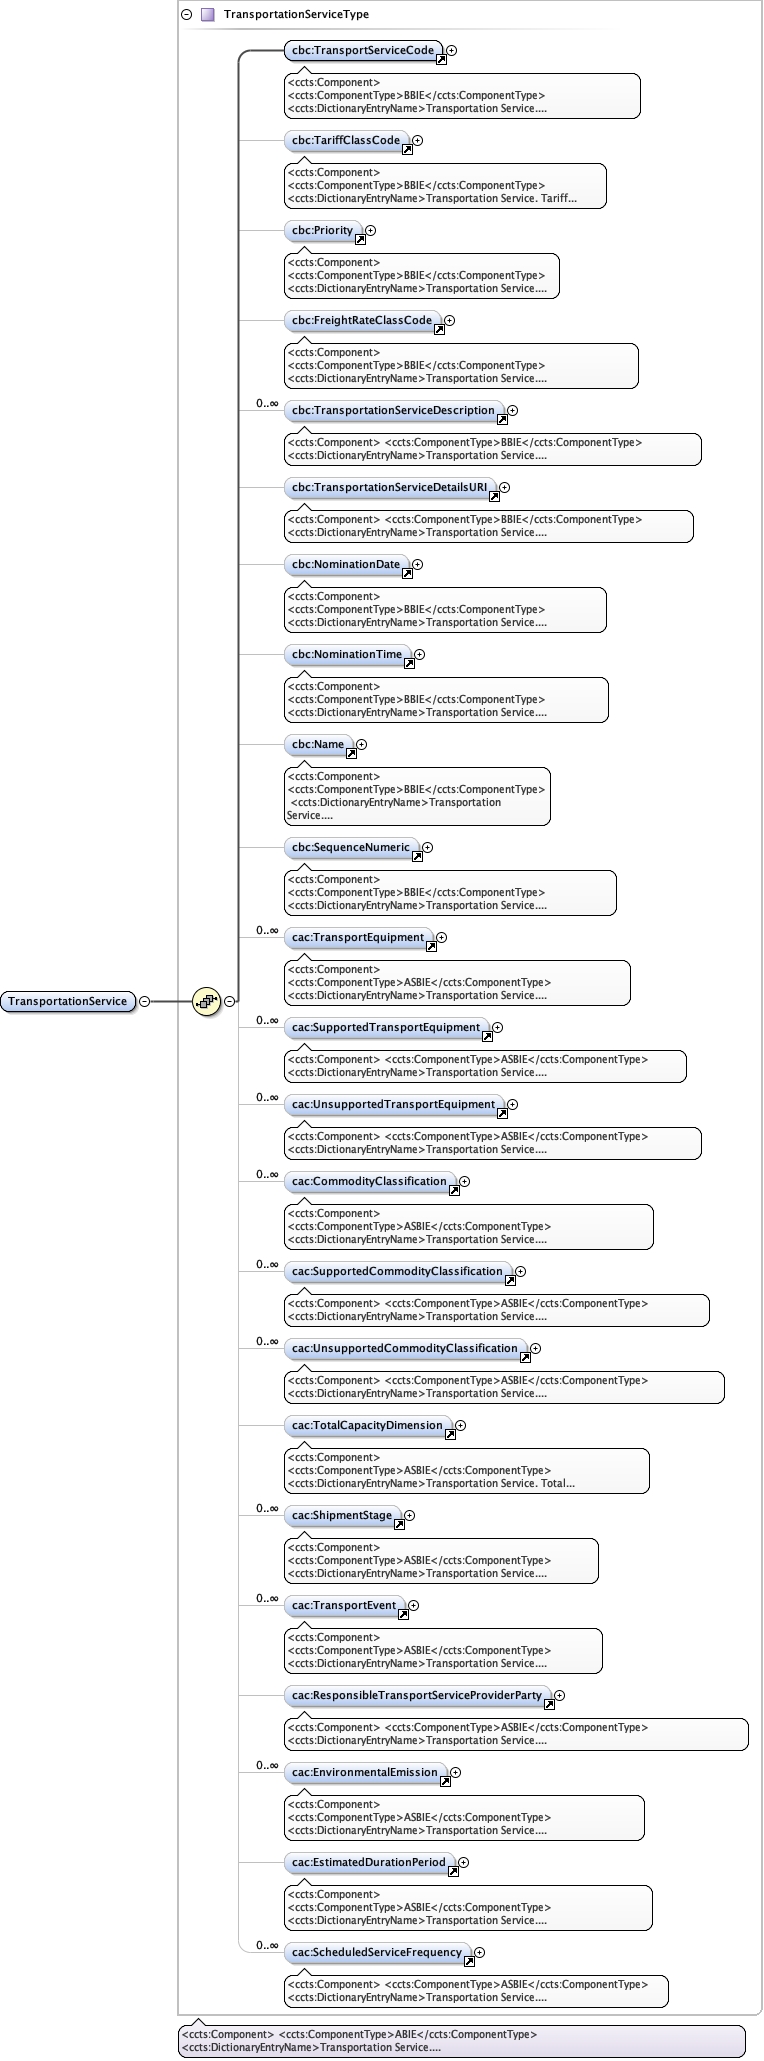 TransportationServiceType
cbc:TransportServiceCode
<ccts:Component>
<ccts:ComponentType>BBIE</ccts:ComponentType>
<ccts:DictionaryEntryName>Transportation Service....
cbc:TariffClassCode
<ccts:Component>
<ccts:ComponentType>BBIE</ccts:ComponentType>
<ccts:DictionaryEntryName>Transportation Service. Tariff...
cbc:Priority
<ccts:Component>
<ccts:ComponentType>BBIE</ccts:ComponentType>
<ccts:DictionaryEntryName>Transportation Service....
cbc:FreightRateClassCode
<ccts:Component>
<ccts:ComponentType>BBIE</ccts:ComponentType>
<ccts:DictionaryEntryName>Transportation Service....
0..∞
cbc:TransportationServiceDescription
<ccts:Component> <ccts:ComponentType>BBIE</ccts:ComponentType>
<ccts:DictionaryEntryName>Transportation Service....
cbc:TransportationServiceDetailsURI
<ccts:Component> <ccts:ComponentType>BBIE</ccts:ComponentType>
<ccts:DictionaryEntryName>Transportation Service....
cbc:NominationDate
<ccts:Component>
<ccts:ComponentType>BBIE</ccts:ComponentType>
<ccts:DictionaryEntryName>Transportation Service....
cbc:NominationTime
<ccts:Component>
<ccts:ComponentType>BBIE</ccts:ComponentType>
<ccts:DictionaryEntryName>Transportation Service....
cbc:Name
<ccts:Component>
<ccts:ComponentType>BBIE</ccts:ComponentType>
<ccts:DictionaryEntryName>Transportation
Service....
cbc:SequenceNumeric
<ccts:Component>
<ccts:ComponentType>BBIE</ccts:ComponentType>
<ccts:DictionaryEntryName>Transportation Service....
0..∞
cac:TransportEquipment
<ccts:Component>
<ccts:ComponentType>ASBIE</ccts:ComponentType>
<ccts:DictionaryEntryName>Transportation Service....
TransportationService
0..∞
cac:SupportedTransportEquipment
<ccts:Component> <ccts:ComponentType>ASBIE</ccts:ComponentType>
<ccts:DictionaryEntryName>Transportation Service....
0..∞
cac:UnsupportedTransportEquipment
<ccts:Component> <ccts:ComponentType>ASBIE</ccts:ComponentType>
<ccts:DictionaryEntryName>Transportation Service....
0..∞
cac:CommodityClassification
<ccts:Component>
<ccts:ComponentType>ASBIE</ccts:ComponentType>
<ccts:DictionaryEntryName>Transportation Service....
0..∞
cac:SupportedCommodityClassification
<ccts:Component> <ccts:ComponentType>ASBIE</ccts:ComponentType>
<ccts:DictionaryEntryName>Transportation Service....
0..∞
cac:UnsupportedCommodityClassification
<ccts:Component> <ccts:ComponentType>ASBIE</ccts:ComponentType>
<ccts:DictionaryEntryName>Transportation Service....
cac:TotalCapacityDimension
<ccts:Component>
<ccts:ComponentType>ASBIE</ccts:ComponentType>
<ccts:DictionaryEntryName>Transportation Service. Total...
0..∞
cac:ShipmentStage
<ccts:Component>
<ccts:ComponentType>ASBIE</ccts:ComponentType>
<ccts:DictionaryEntryName>Transportation Service....
0..∞
cac:TransportEvent
<ccts:Component>
<ccts:ComponentType>ASBIE</ccts:ComponentType>
<ccts:DictionaryEntryName>Transportation Service....
cac:ResponsibleTransportServiceProviderParty
<ccts:Component> <ccts:ComponentType>ASBIE</ccts:ComponentType>
<ccts:DictionaryEntryName>Transportation Service....
0..∞
cac:EnvironmentalEmission
<ccts:Component>
<ccts:ComponentType>ASBIE</ccts:ComponentType>
<ccts:DictionaryEntryName>Transportation Service....
cac:EstimatedDurationPeriod
<ccts:Component>
<ccts:ComponentType>ASBIE</ccts:ComponentType>
<ccts:DictionaryEntryName>Transportation Service....
0..∞
cac:ScheduledServiceFrequency
<ccts:Component> <ccts:ComponentType>ASBIE</ccts:ComponentType>
<ccts:DictionaryEntryName>Transportation Service....
<ccts:Component> <ccts:ComponentType>ABIE</ccts:ComponentType>
<ccts:DictionaryEntryName>Transportation Service....